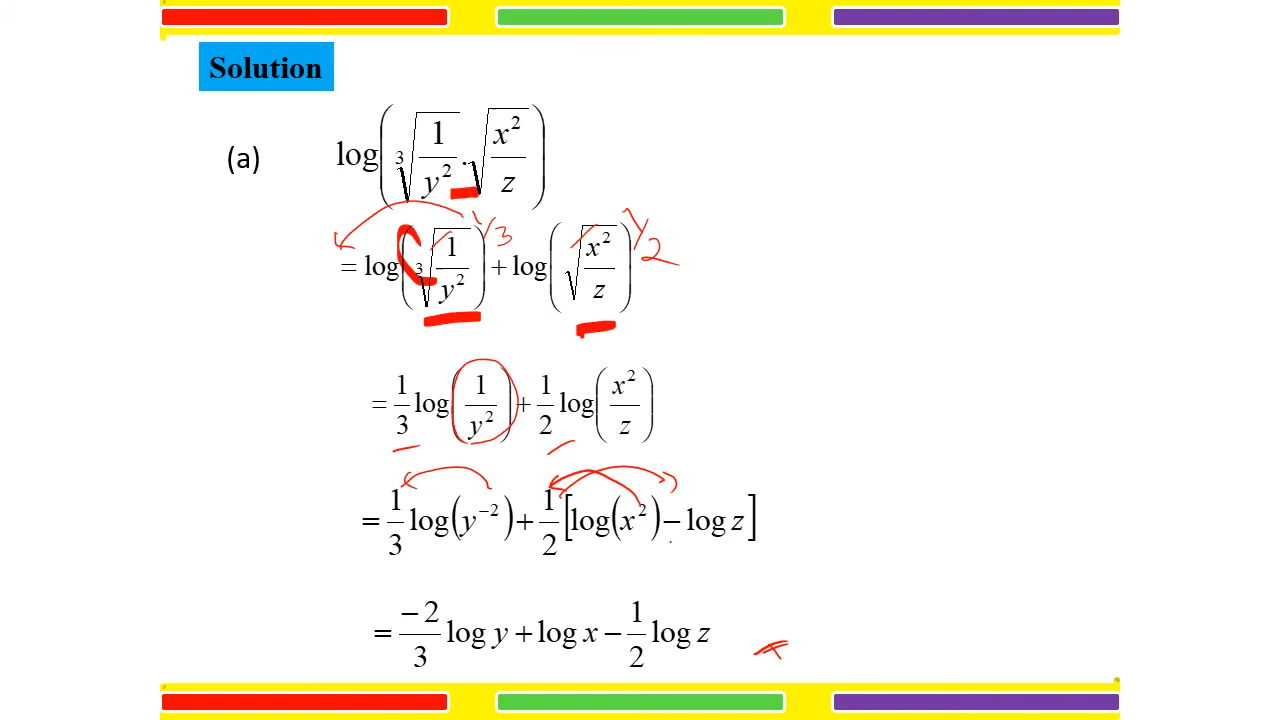 Solution
(a) log(∛(1/y²) . √(x²/z))
= log(∛(1/y²))^1/3 + log(√(x²/z))^1/2
= 1/3 log(1/y²) + 1/2 log(x²/z)
= 1/3 log(y⁻²) + 1/2 [log(x²) − log z]
= −2/3 log y + log x − 1/2 log z